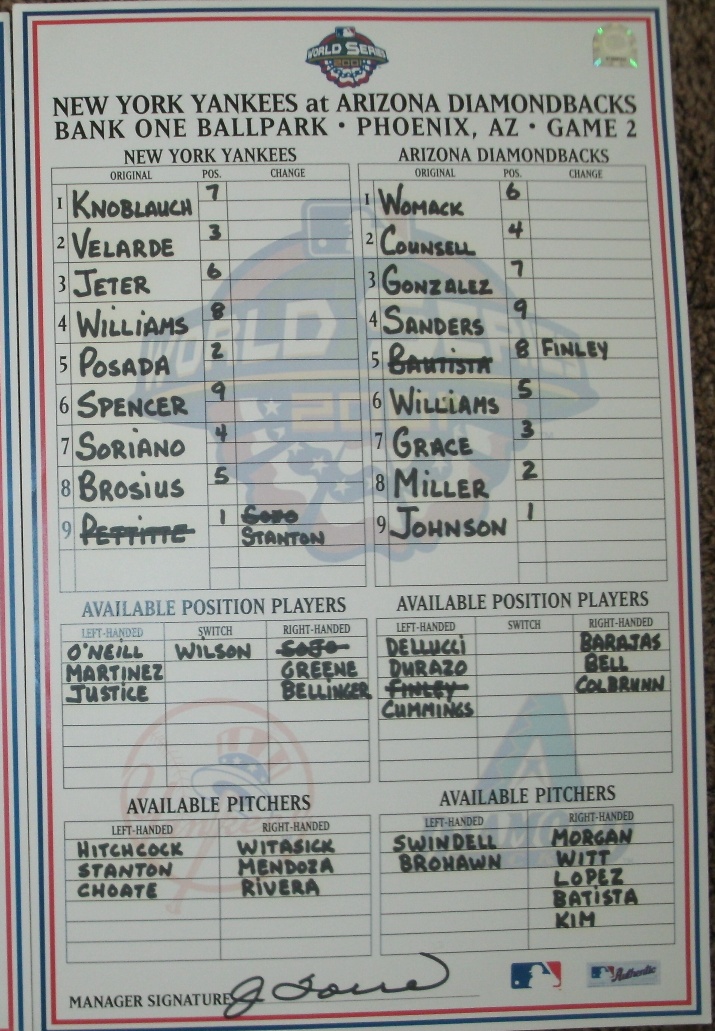 WORLD SERIES
2001
NEW YORK YANKEES at ARIZONA DIAMONDBACKS
BANK ONE BALLPARK · PHOENIX, AZ · GAME 2
NEW YORK YANKEES
ORIGINAL POS. CHANGE
1 KNOBLAUCH 7
2 VELARDE 3
3 JETER 6
4 WILLIAMS 8
5 POSADA 2
6 SPENCER 9
7 SORIANO 4
8 BROSIUS 5
9 PETTITTE 1 SOJO
STANTON
ARIZONA DIAMONDBACKS
ORIGINAL POS. CHANGE
1 WOMACK 6
2 COUNSELL 4
3 GONZALEZ 7
4 SANDERS 9
5 BAUTISTA 8 FINLEY
6 WILLIAMS 5
7 GRACE 3
8 MILLER 2
9 JOHNSON 1
WORLD SERIES
2001
AVAILABLE POSITION PLAYERS
LEFT-HANDED SWITCH RIGHT-HANDED
O'NEILL WILSON SOJO
MARTINEZ GREENE
JUSTICE BELLINGER
AVAILABLE POSITION PLAYERS
LEFT-HANDED SWITCH RIGHT-HANDED
DELLUCCI BARAJAS
DURAZO BELL
FINLEY COLBRUNN
CUMMINGS
AVAILABLE PITCHERS
LEFT-HANDED RIGHT-HANDED
HITCHCOCK WITASICK
STANTON MENDOZA
CHOATE RIVERA
AVAILABLE PITCHERS
LEFT-HANDED RIGHT-HANDED
SWINDELL MORGAN
BROHAWN WITT
LOPEZ
BATISTA
KIM
MANAGER SIGNATURE J Torre
Authentic